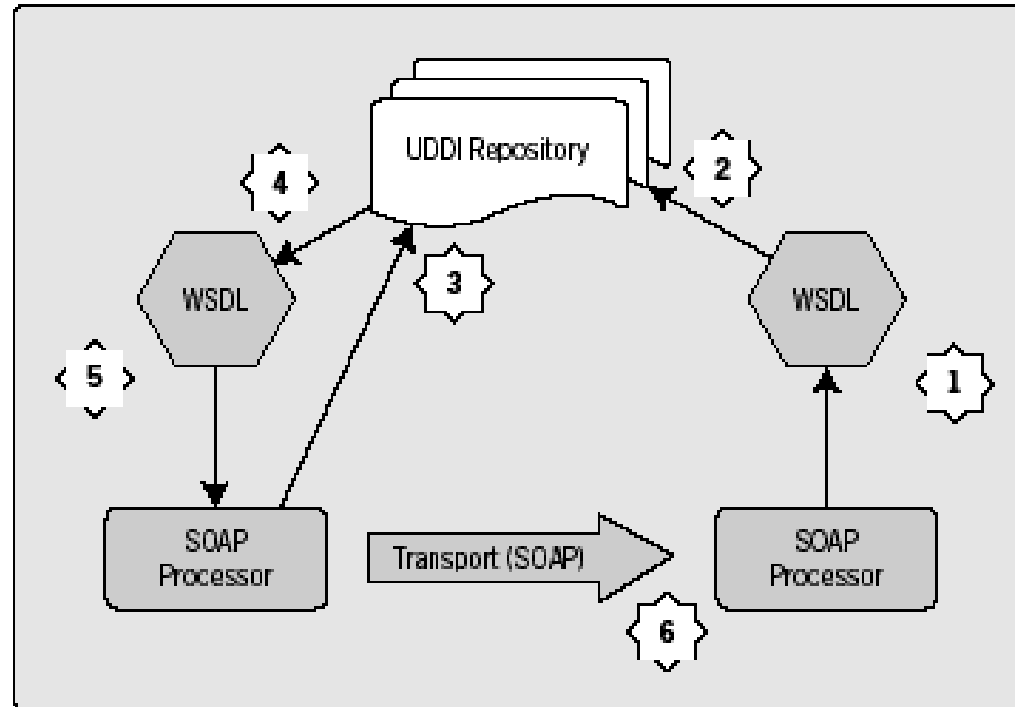 UDDI Repository
2
4
3
WSDL
WSDL
5
1
SOAP
Processor
Transport (SOAP)
SOAP
Processor
6